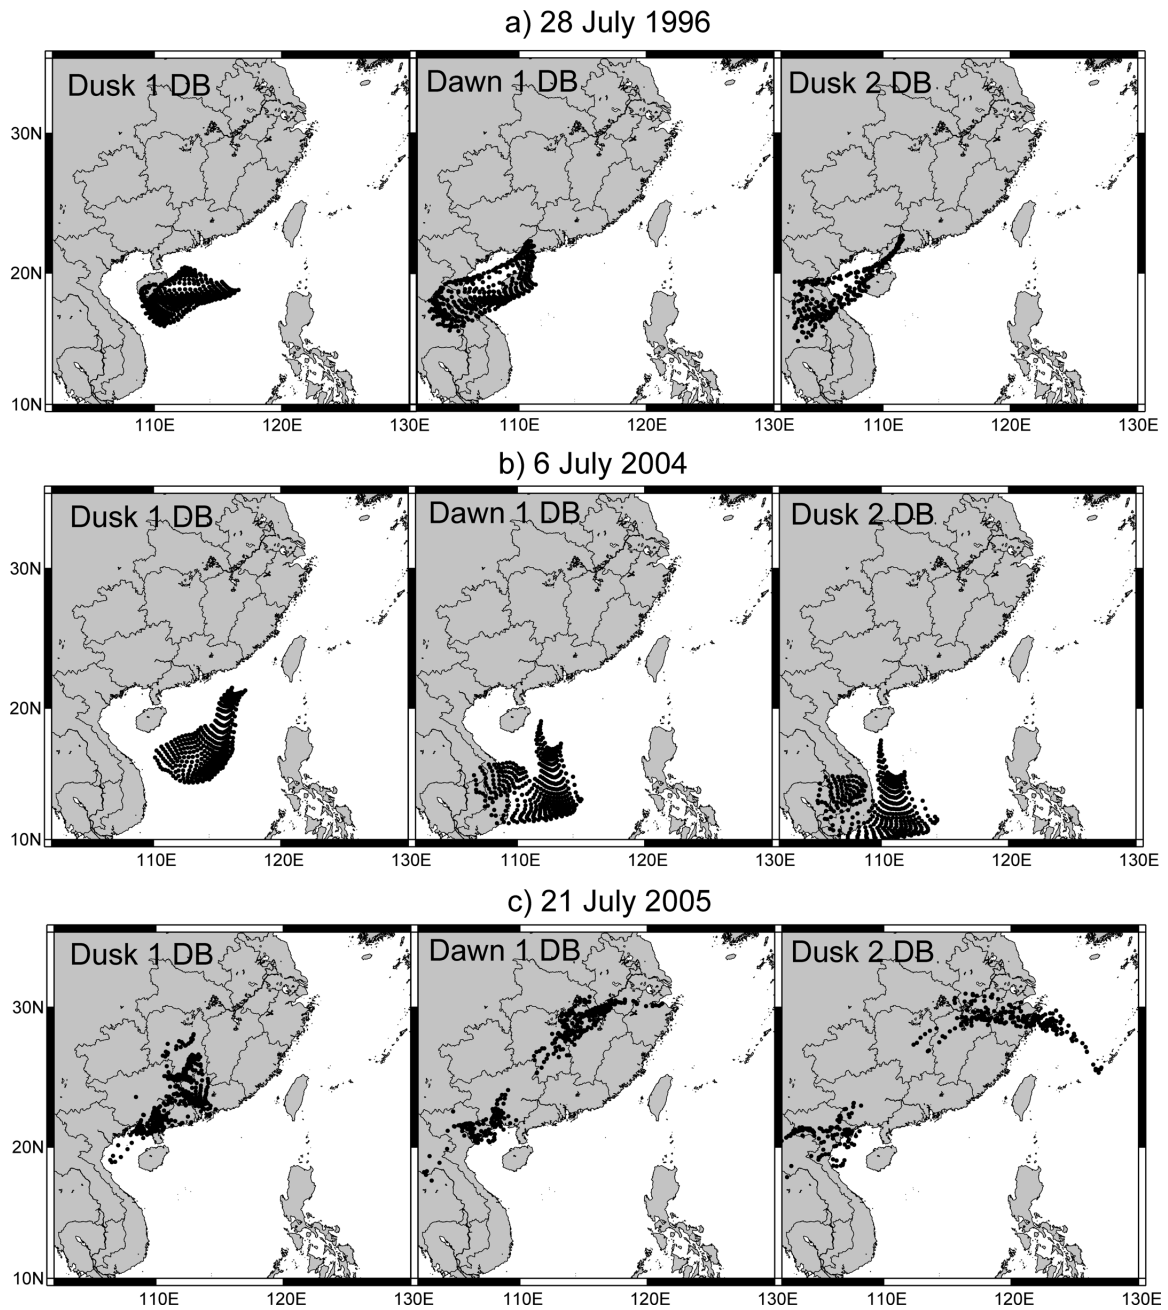 a) 28 July 1996
Dusk 1 DB
Dawn 1 DB
Dusk 2 DB
30N
20N
10N
110E 120E 130E 110E 120E 130E 110E 120E 130E
b) 6 July 2004
Dusk 1 DB
Dawn 1 DB
Dusk 2 DB
30N
20N
10N
110E 120E 130E 110E 120E 130E 110E 120E 130E
c) 21 July 2005
Dusk 1 DB
Dawn 1 DB
Dusk 2 DB
30N
20N
10N
110E 120E 130E 110E 120E 130E 110E 120E 130E